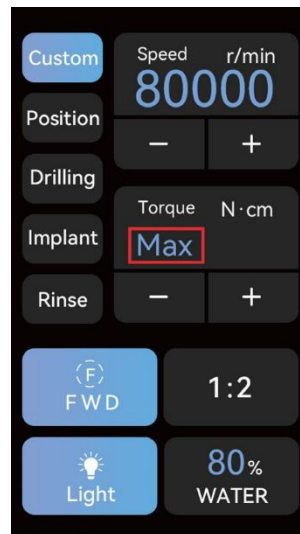 Custom
Position
Drilling
Implant
Rinse
Speed r/min
80000
− +
Torque N·cm
Max
− +
(F)
FWD
1:2
Light
80%
WATER